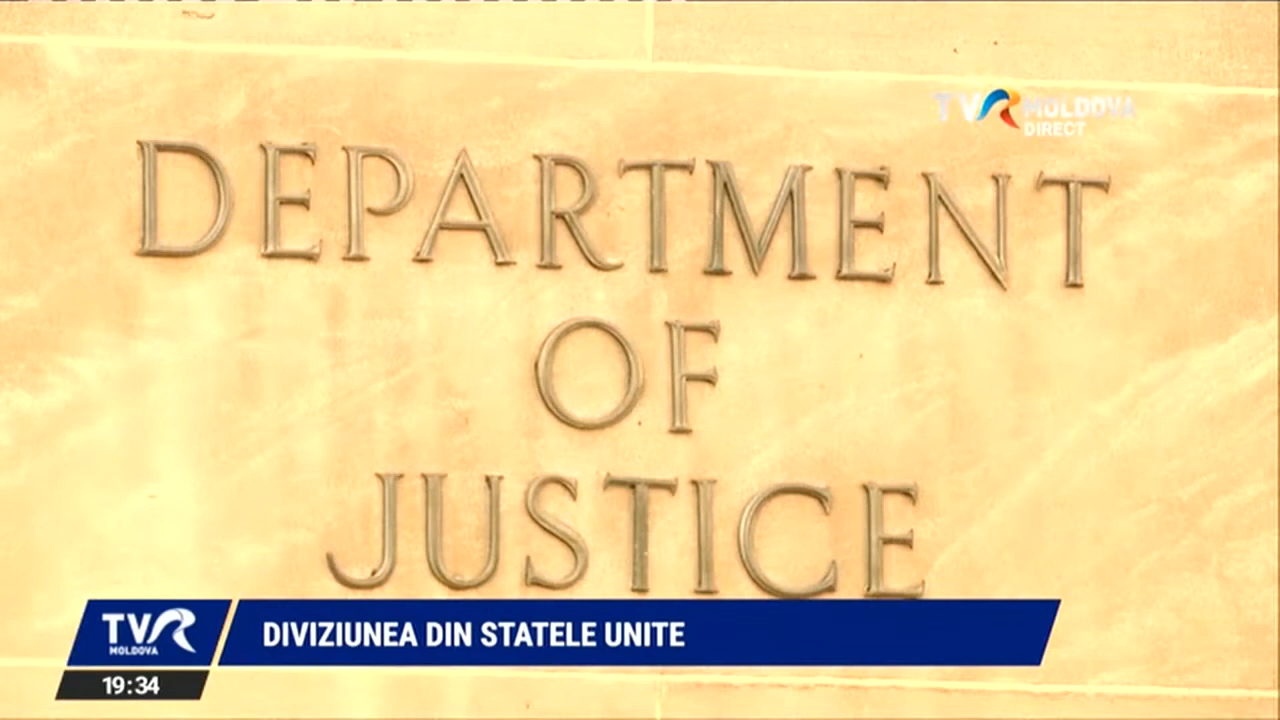 TVR MOLDOVA
DIRECT
DEPARTMENT
OF
JUSTICE
TVR
MOLDOVA
DIVIZIUNEA DIN STATELE UNITE
19:34